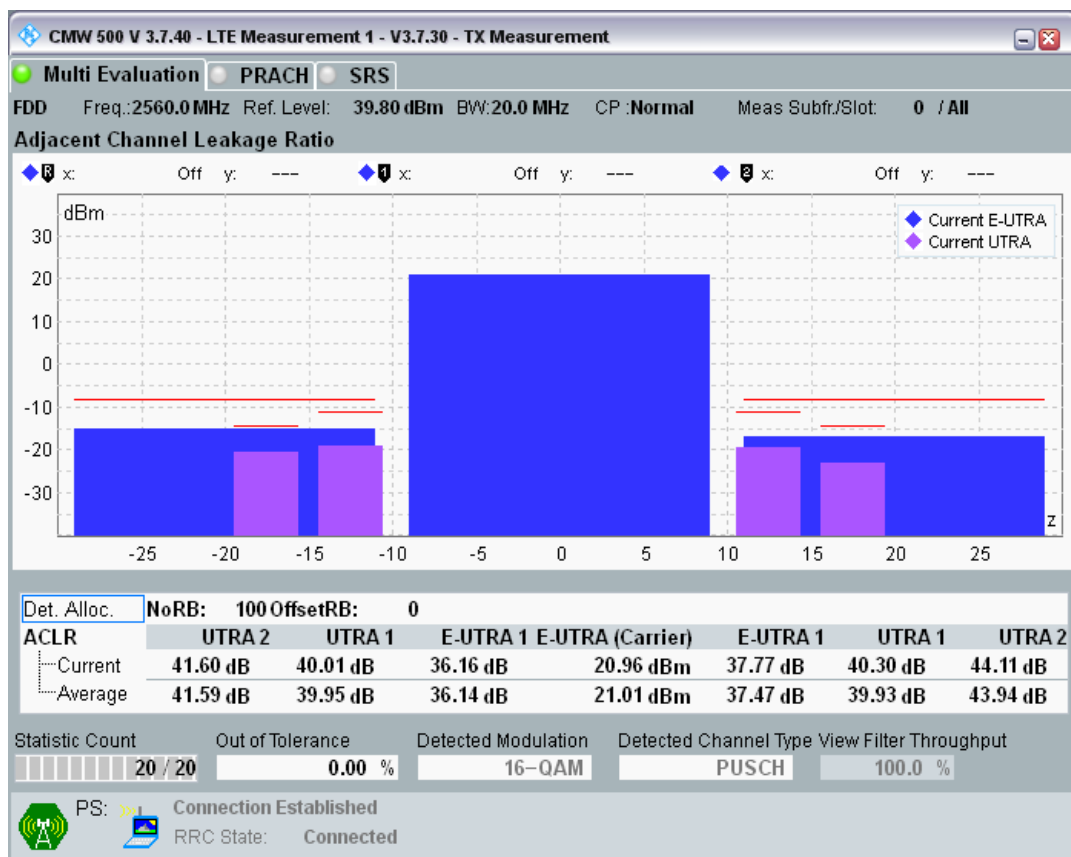 CMW 500 V 3.7.40 - LTE Measurement 1 - V3.7.30 - TX Measurement
Multi Evaluation PRACH SRS
FDD Freq.:2560.0 MHz Ref. Level: 39.80 dBm BW:20.0 MHz CP :Normal Meas Subfr./Slot: 0 / All
Adjacent Channel Leakage Ratio
R x: Off y: --- 1 x: Off y: --- 2 x: Off y: ---
dBm
Current E-UTRA
Current UTRA
30
20
10
0
-10
-20
-30
z
-25 -20 -15 -10 -5 0 5 10 15 20 25
Det. Alloc. NoRB: 100 OffsetRB: 0
ACLR UTRA 2 UTRA 1 E-UTRA 1 E-UTRA (Carrier) E-UTRA 1 UTRA 1 UTRA 2
Current 41.60 dB 40.01 dB 36.16 dB 20.96 dBm 37.77 dB 40.30 dB 44.11 dB
Average 41.59 dB 39.95 dB 36.14 dB 21.01 dBm 37.47 dB 39.93 dB 43.94 dB
Statistic Count Out of Tolerance Detected Modulation Detected Channel Type View Filter Throughput
20 / 20 0.00 % 16-QAM PUSCH 100.0 %
PS: Connection Established
RRC State: Connected